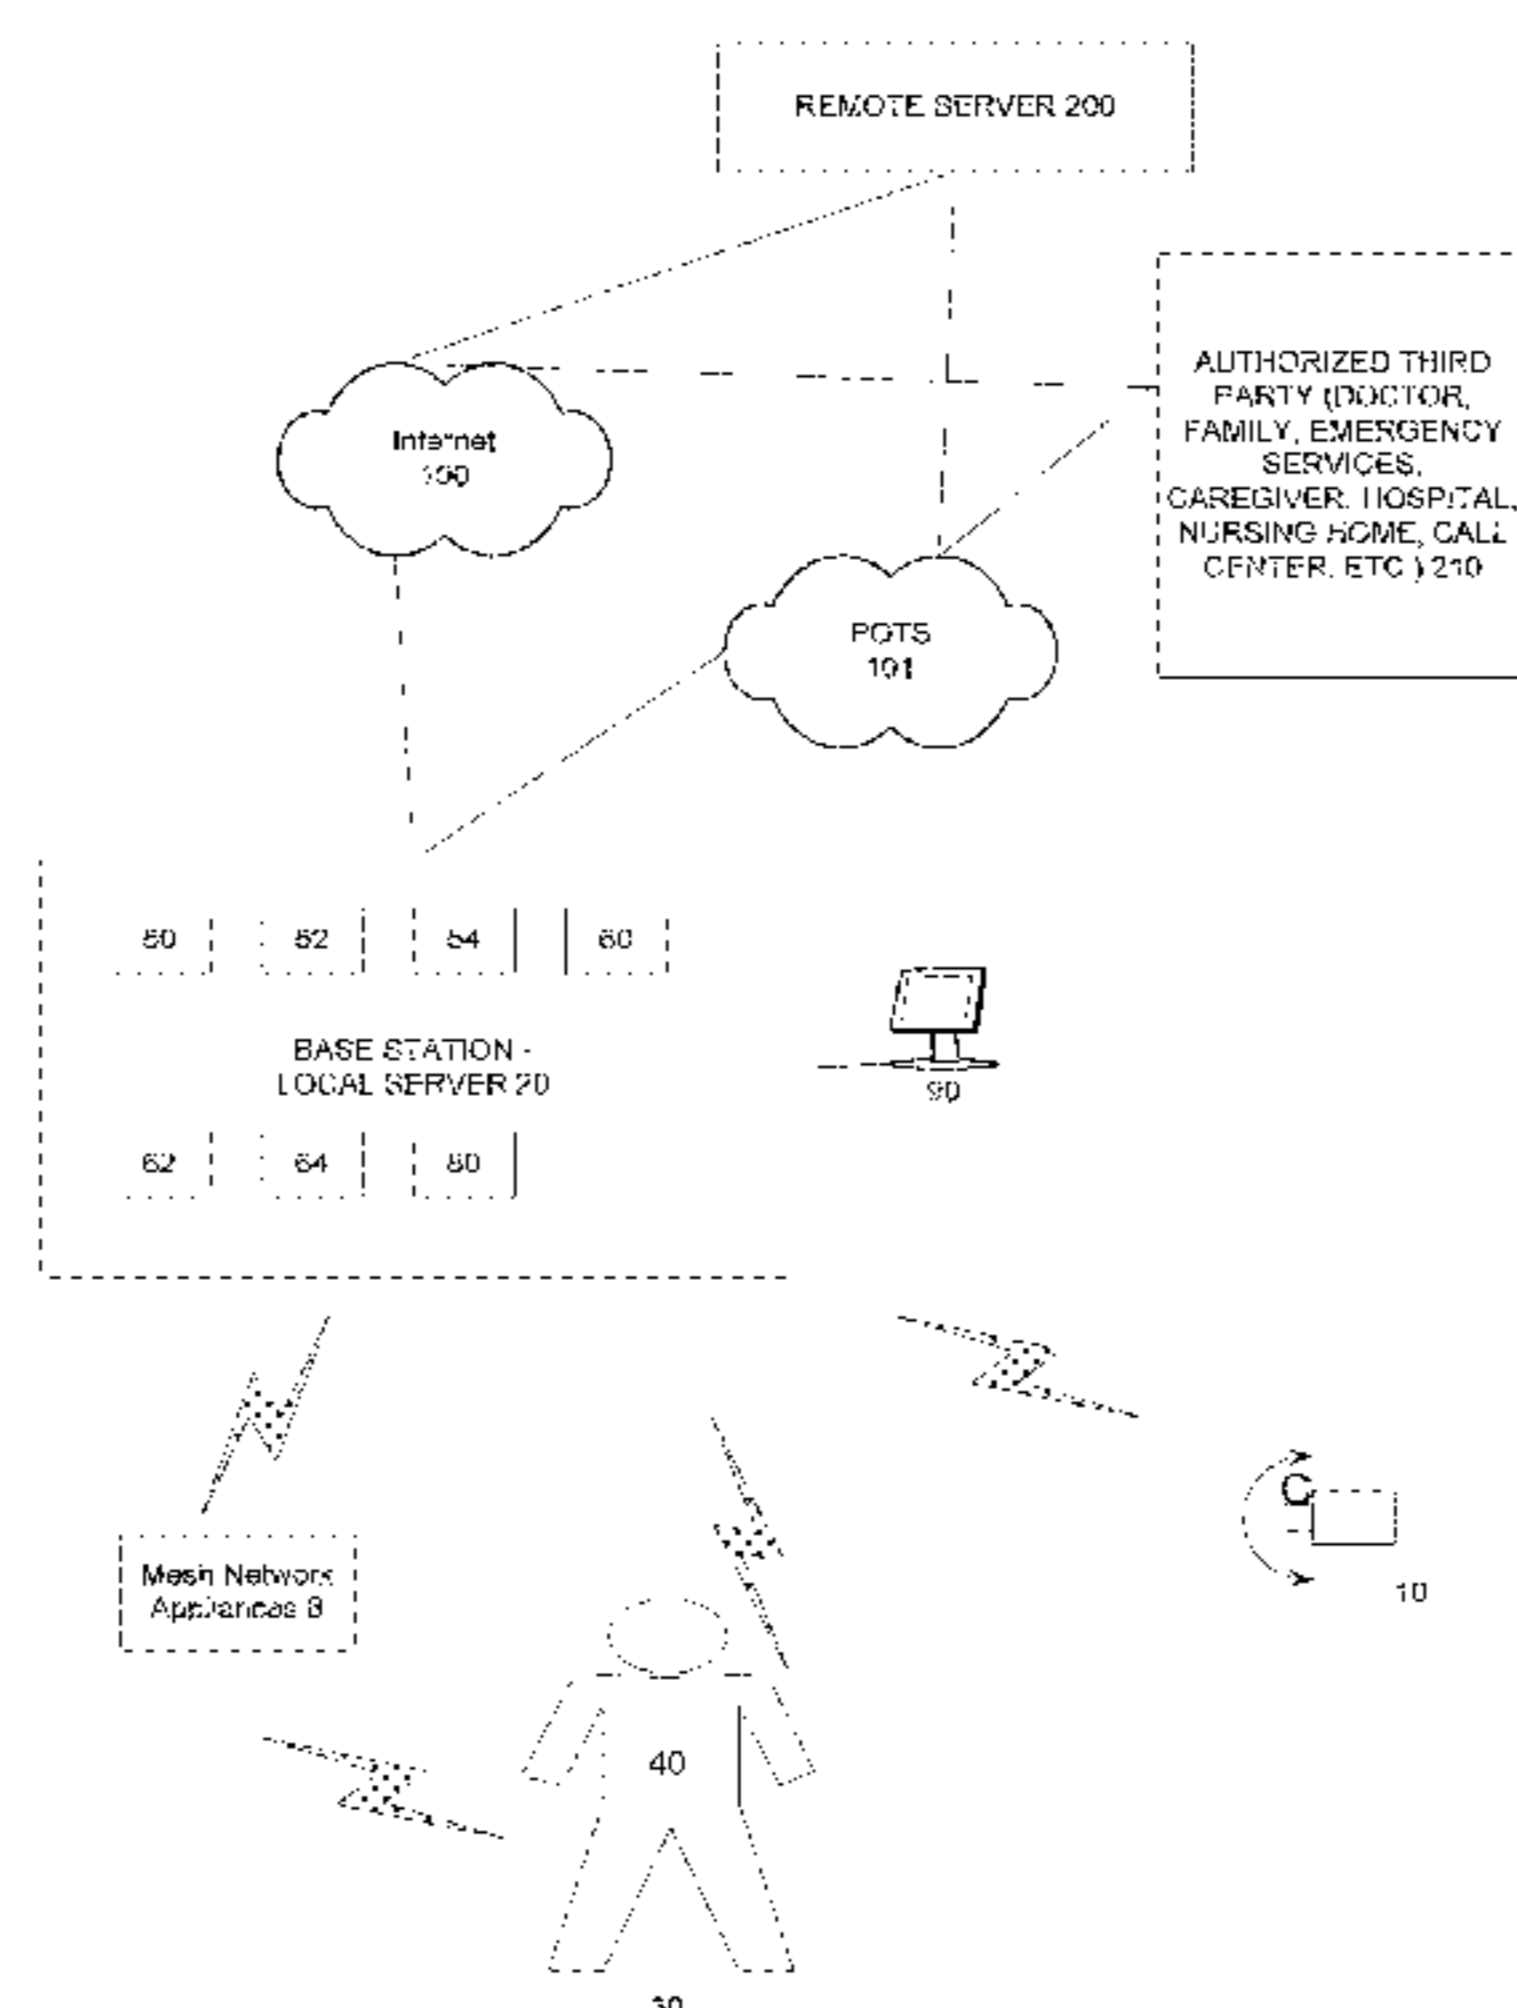 REMOTE SERVER 200
AUTHORIZED THIRD
PARTY (DOCTOR,
FAMILY, EMERGENCY
SERVICES,
CAREGIVER, HOSPITAL,
NURSING HOME, CALL
CENTER, ETC.) 210
Internet
100
POTS
101
50 52 54 60
BASE STATION -
LOCAL SERVER 20
90
62 64 80
Mesh Network
Appliances 8
10
40
30